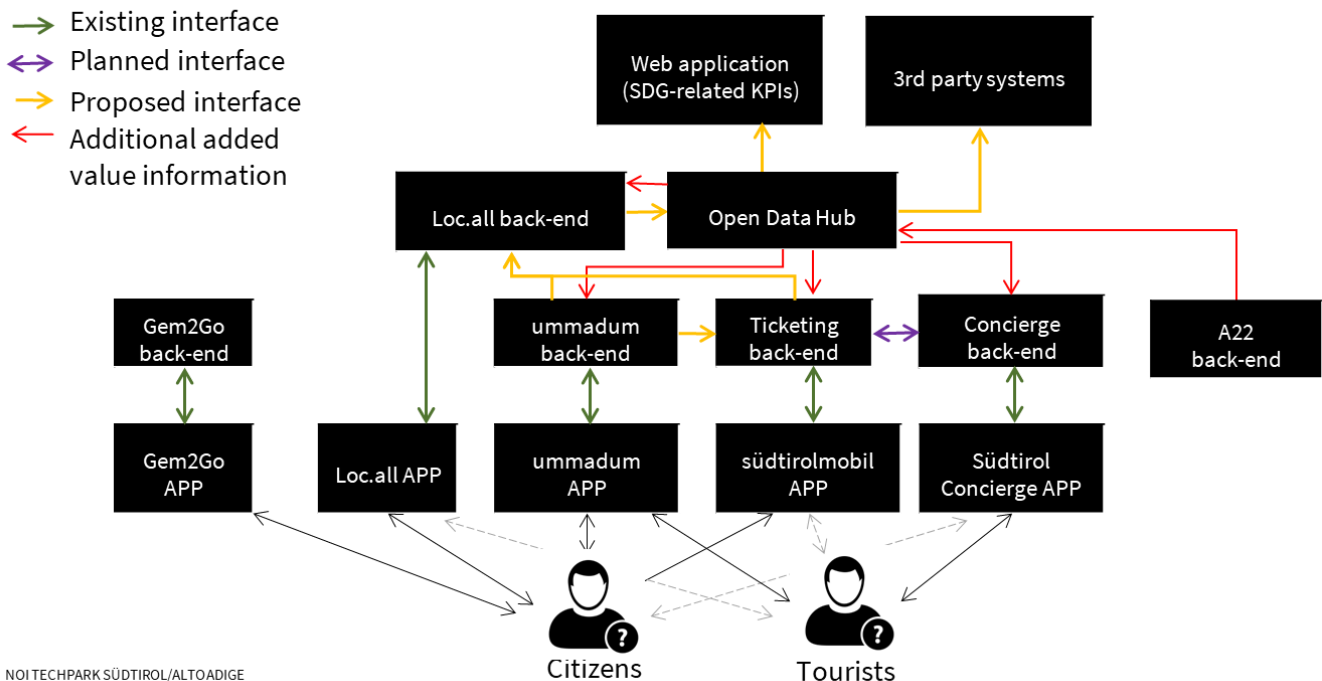 Existing interface
Planned interface
Proposed interface
Additional added
value information
Web application
(SDG-related KPIs)
3rd party systems
Loc.all back-end
Open Data Hub
Gem2Go
back-end
ummadum
back-end
Ticketing
back-end
Concierge
back-end
A22
back-end
Gem2Go
APP
Loc.all APP
ummadum
APP
südtirolmobil
APP
Südtirol
Concierge APP
?
?
Citizens
Tourists
NOI TECHPARK SÜDTIROL/ALTO ADIGE